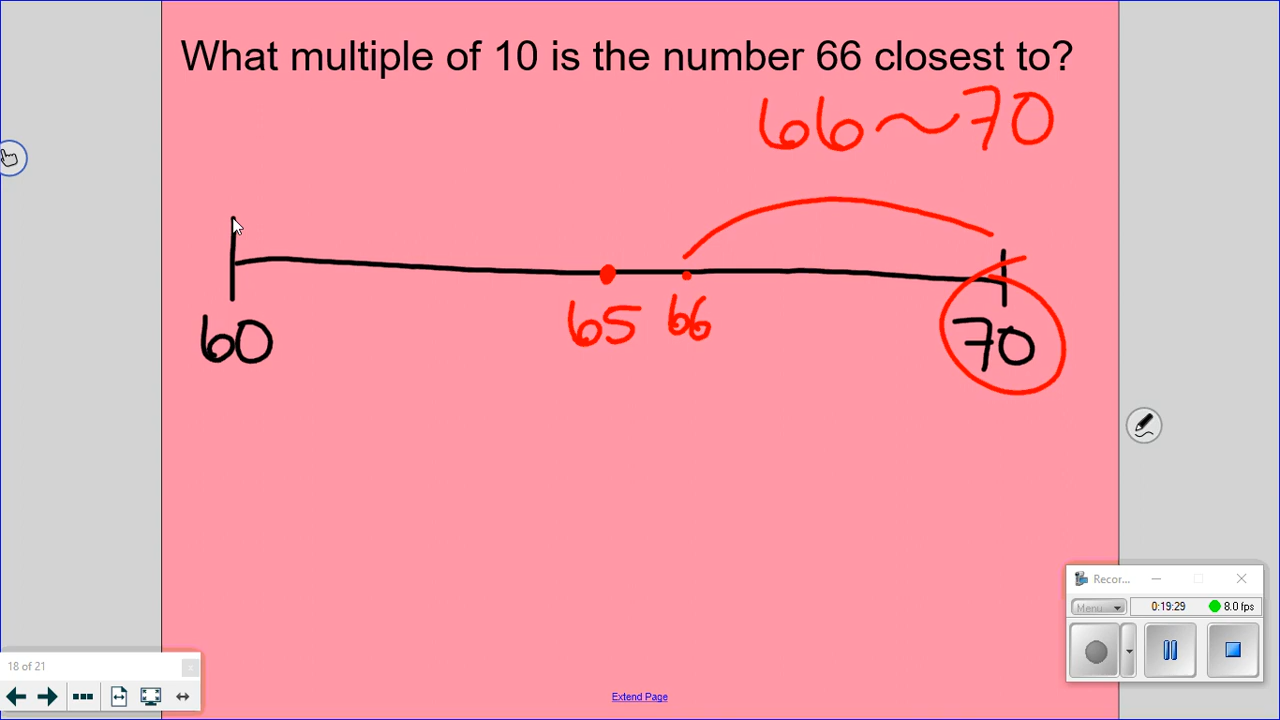 What multiple of 10 is the number 66 closest to?
66~70
65 66
60 70
Recor...
Menu 0:19:29 8.0 fps
18 of 21 x
Extend Page